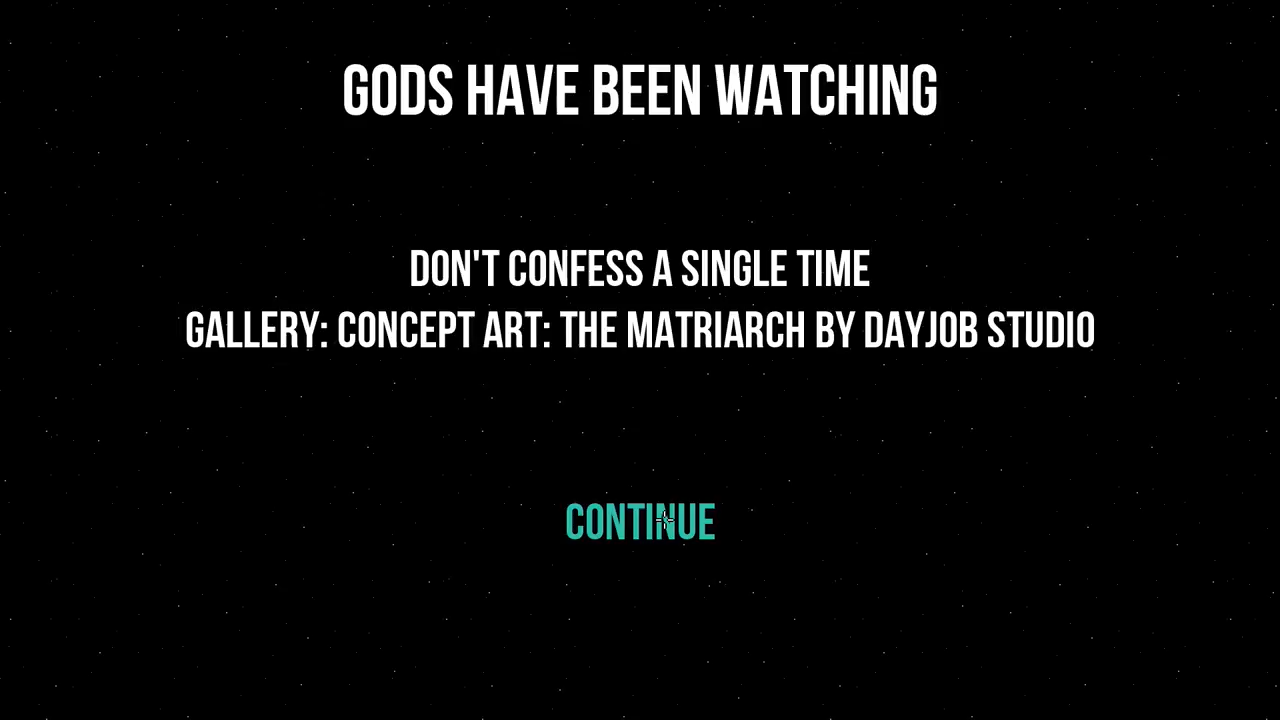 GODS HAVE BEEN WATCHING
DON'T CONFESS A SINGLE TIME
GALLERY: CONCEPT ART: THE MATRIARCH BY DAYJOB STUDIO
CONTINUE